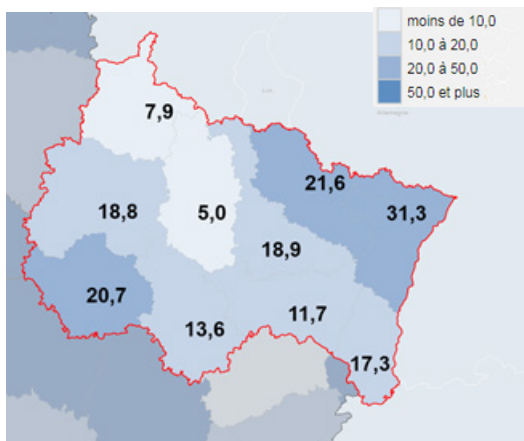 moins de 10,0
10,0 à 20,0
20,0 à 50,0
50,0 et plus
Allemagne
7,9
21,6
18,8
5,0
31,3
18,9
20,7
11,7
13,6
17,3